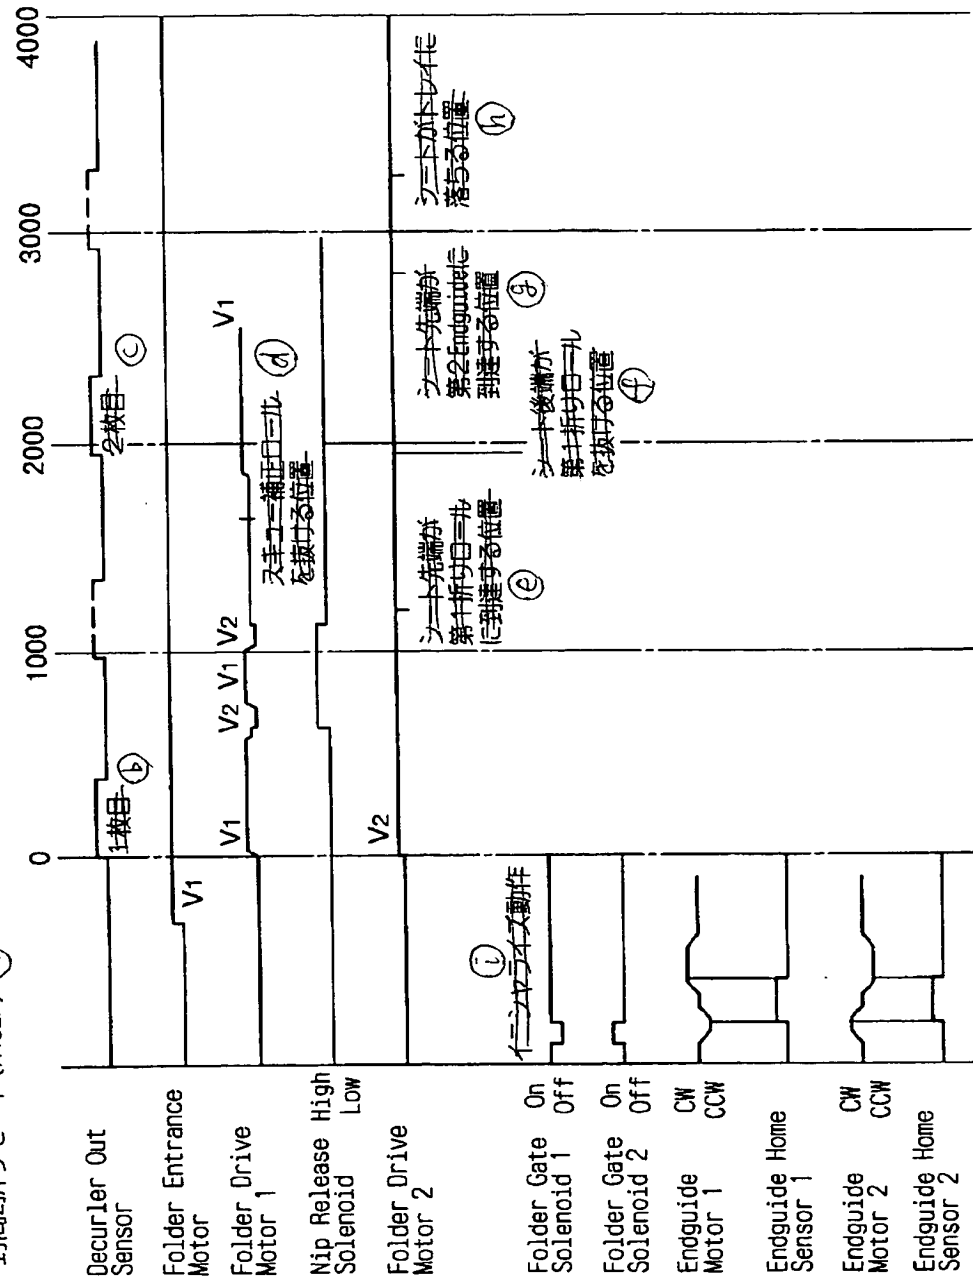 0
1000
2000
3000
4000
Decurler Out
Sensor
1枚目
b
2枚目
c
Folder Entrance
Motor
V1
Folder Drive
Motor 1
V1
V2
V1
V2
V1
スキュー補正ロール
を抜ける位置
d
Nip Release High
Solenoid Low
Folder Drive
Motor 2
V2
シート先端が
第1折りロール
に到達する位置
e
シート後端が
第1折りロール
を抜ける位置
f
シート先端が
第2Endguideに
到達する位置
g
シートがトレイに
落ちる位置
h
イニシャライズ動作
i
Folder Gate On
Solenoid 1 Off
Folder Gate On
Solenoid 2 Off
Endguide CW
Motor 1 CCW
Endguide Home
Sensor 1
Endguide CW
Motor 2 CCW
Endguide Home
Sensor 2